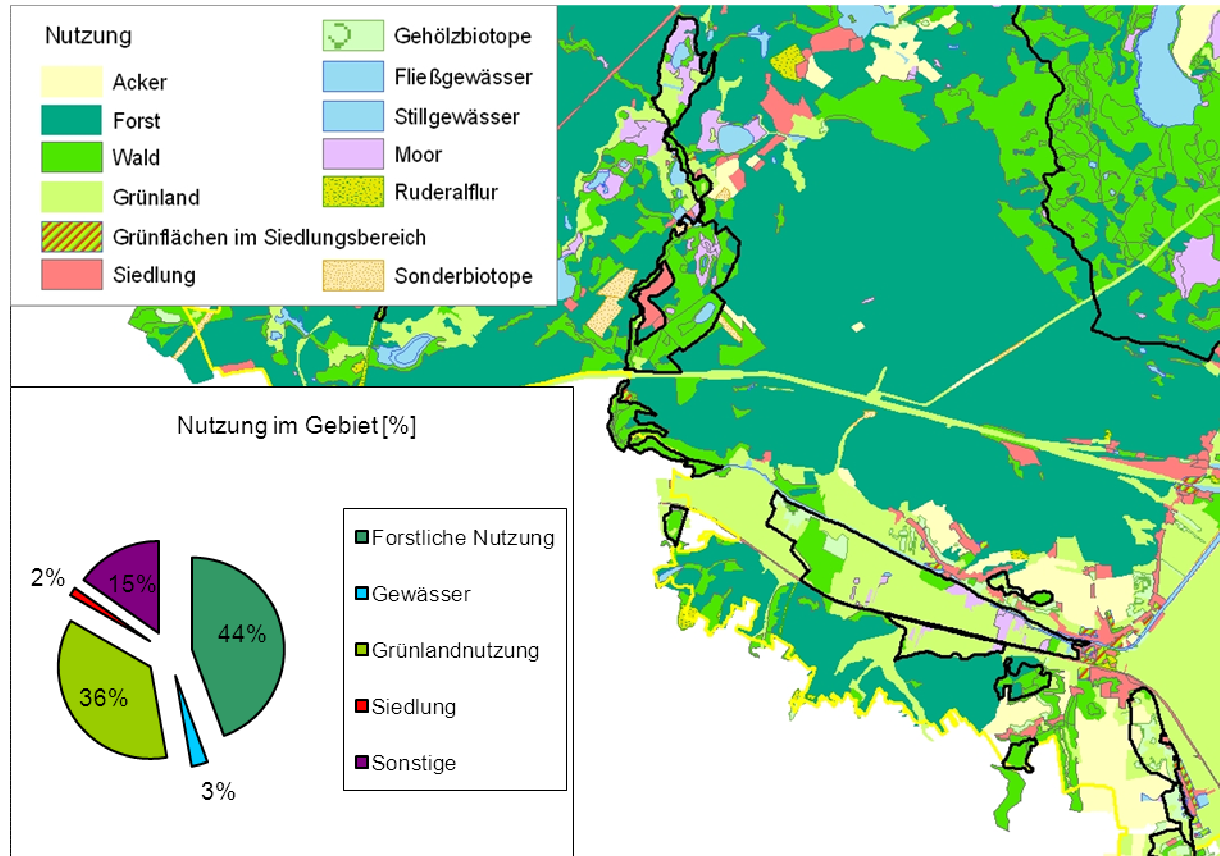 Nutzung
Acker
Forst
Wald
Grünland
Grünflächen im Siedlungsbereich
Siedlung
Gehölzbiotope
Fließgewässer
Stillgewässer
Moor
Ruderalflur
Sonderbiotope
Nutzung im Gebiet [%]
2%
15%
44%
36%
3%
Forstliche Nutzung
Gewässer
Grünlandnutzung
Siedlung
Sonstige